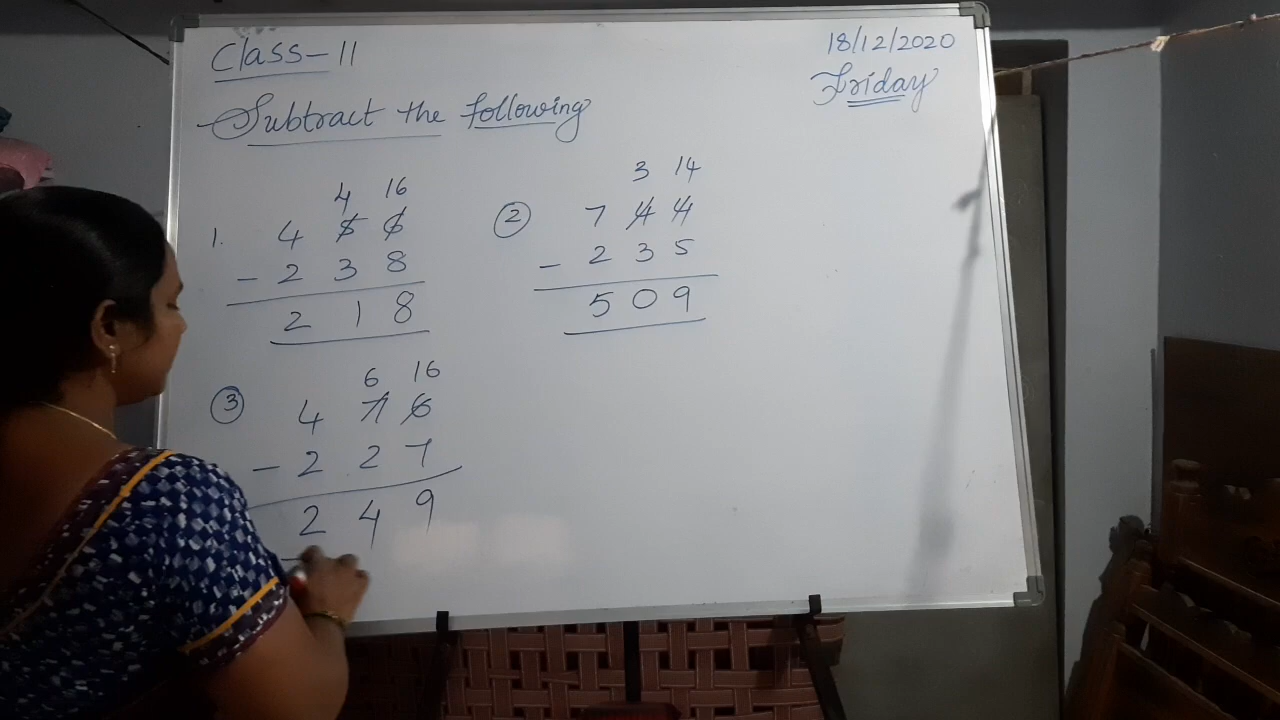 Class-II
18/12/2020
Friday
Subtract the following
4 16
1. 4 5 6
- 2 3 8
2 1 8
3 14
② 7 4 4
- 2 3 5
5 0 9
6 16
③ 4 7 6
- 2 2 7
2 4 9